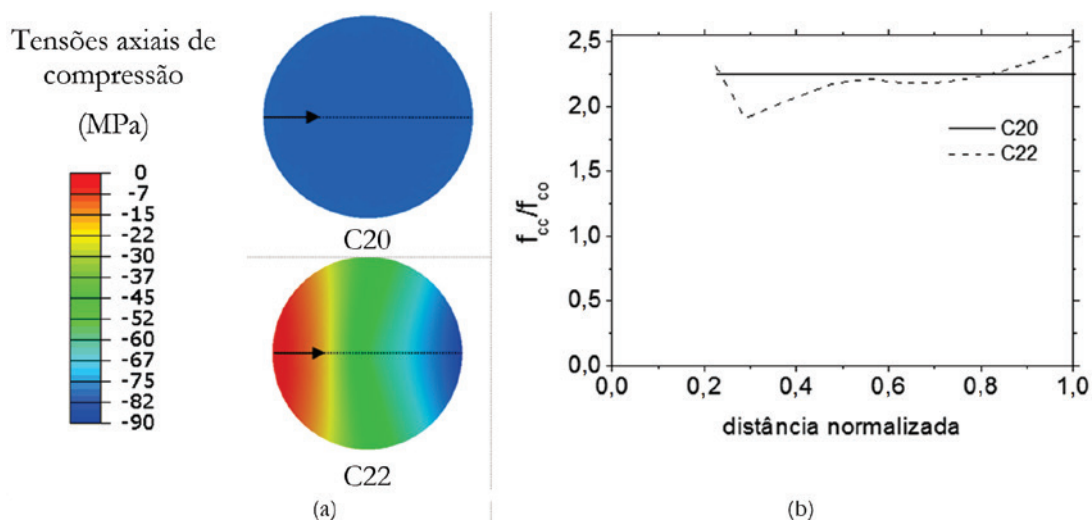 Tensões axiais de
compressão
(MPa)
0
-7
-15
-22
-30
-37
-45
-52
-60
-67
-75
-82
-90
C20
C22
(a)
2,5
2,0
1,5
1,0
0,5
0,0
f_cc/f_co
C20
C22
0,0 0,2 0,4 0,6 0,8 1,0
distância normalizada
(b)